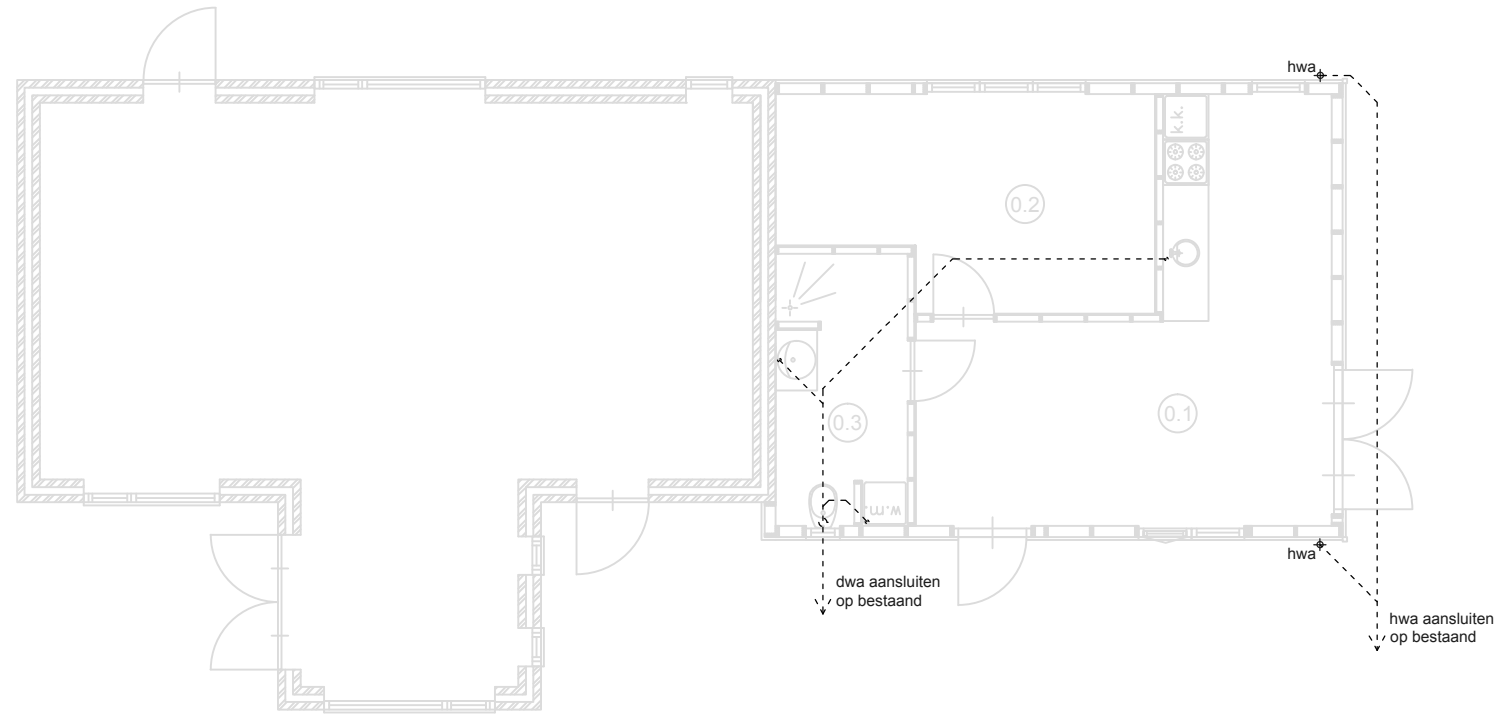 hwa
k.k.
0.2
0.3
0.1
w.m.
hwa
dwa aansluiten
op bestaand
hwa aansluiten
op bestaand